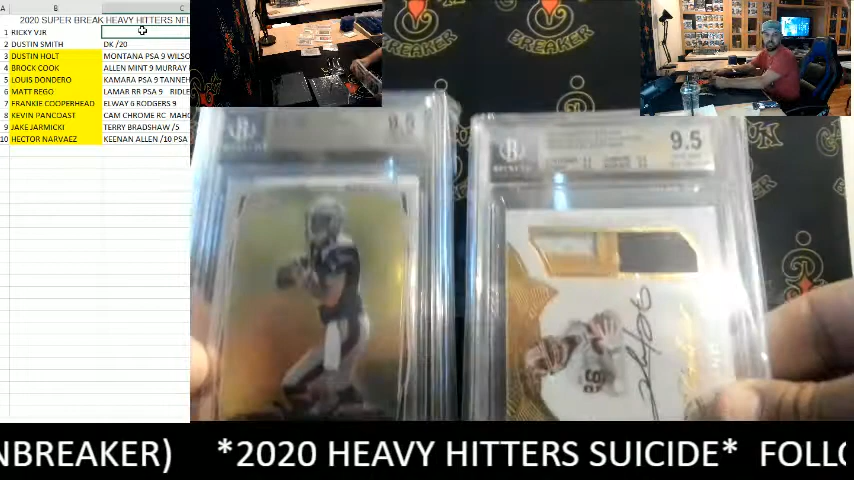 A B C
2020 SUPER BREAK HEAVY HITTERS NFL
1 RICKY VJR
2 DUSTIN SMITH DK /20
3 DUSTIN HOLT MONTANA PSA 9 WILSO
4 BROCK COOK ALLEN MINT 9 MURRAY
5 LOUIS DONDERO KAMARA PSA 9 TANNEH
6 MATT REGO LAMAR RR PSA 9 RIDLE
7 FRANKIE COOPERHEAD ELWAY 6 RODGERS 9
8 KEVIN PANCOAST CAM CHROME RC MAHO
9 JAKE JARMICKI TERRY BRADSHAW /5
10 HECTOR NARVAEZ KEENAN ALLEN /10 PSA
BREAKER
BREAKER
9.5
9.5
NBREAKER) *2020 HEAVY HITTERS SUICIDE* FOLLO